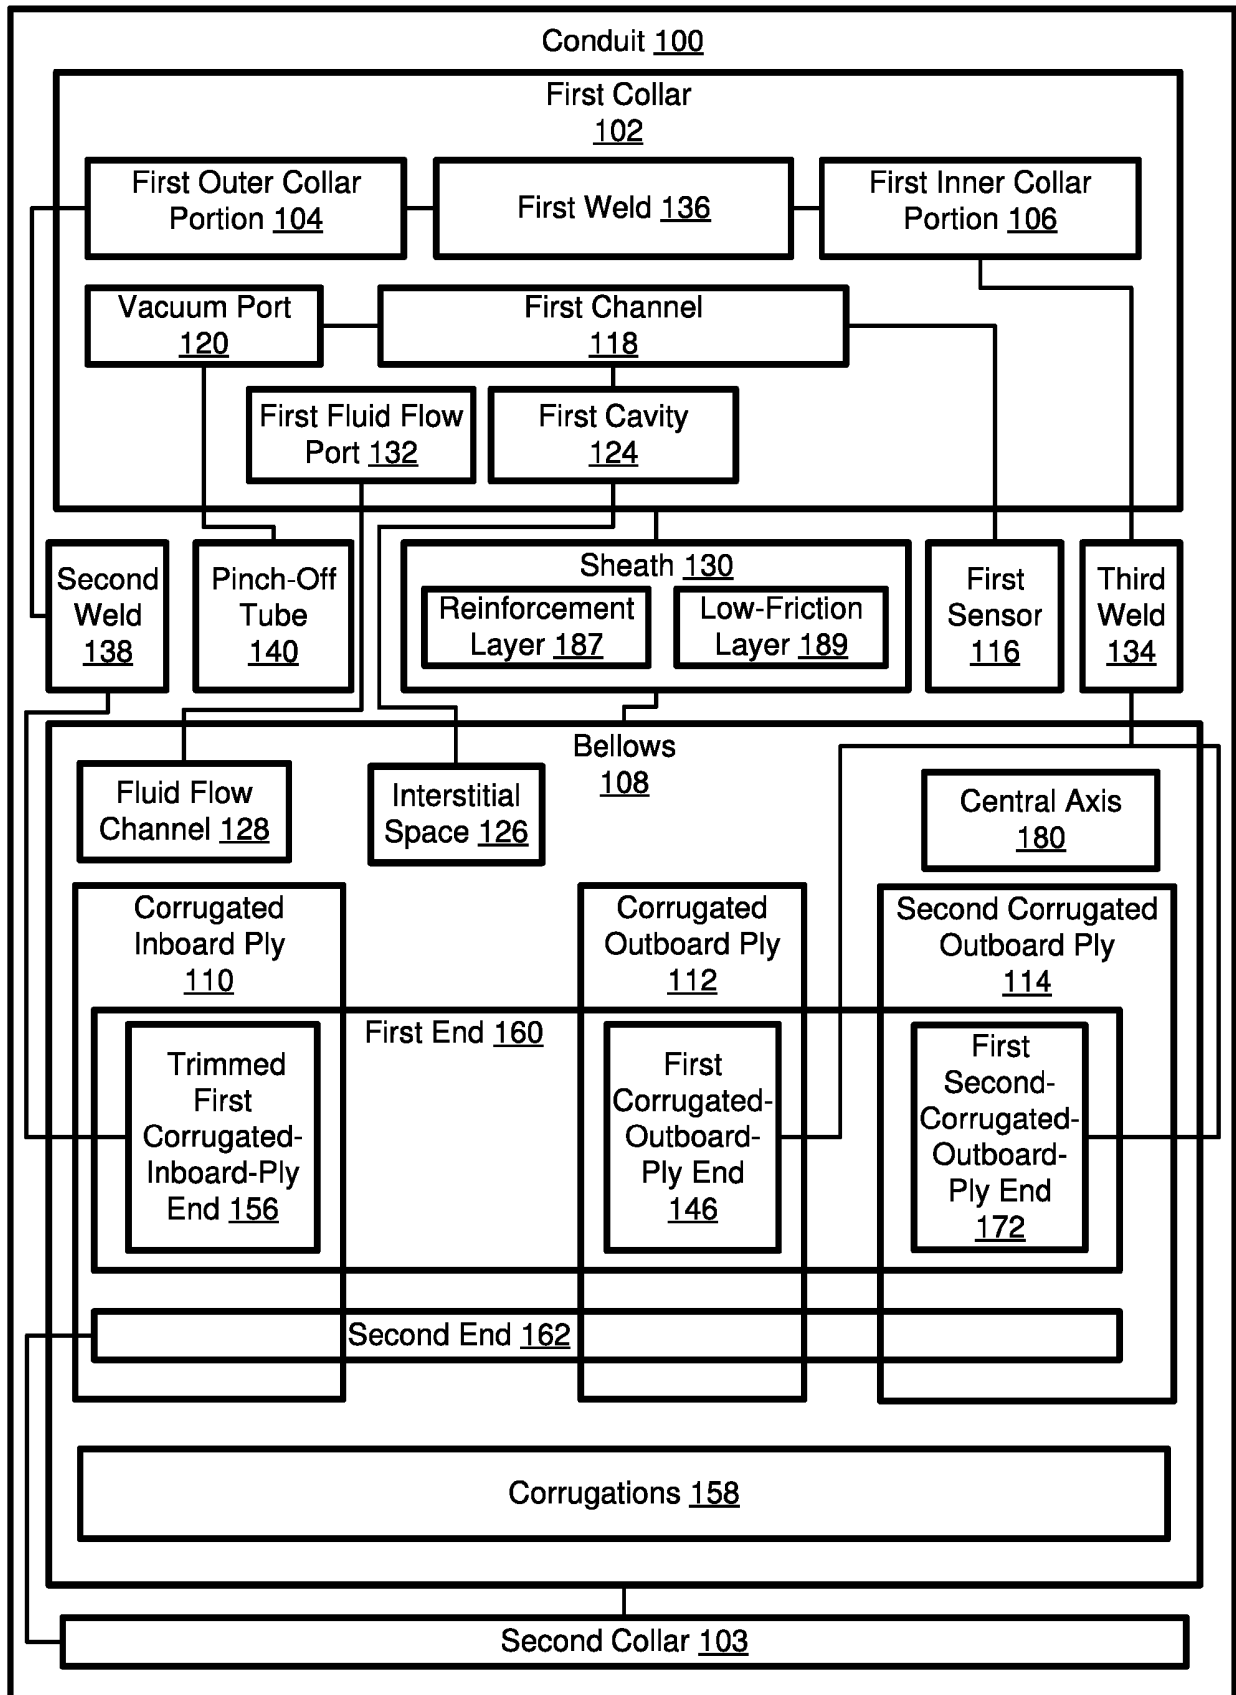 Conduit 100
First Collar
102
First Outer Collar
Portion 104
First Weld 136
First Inner Collar
Portion 106
Vacuum Port
120
First Channel
118
First Fluid Flow
Port 132
First Cavity
124
Second
Weld
138
Pinch-Off
Tube
140
Sheath 130
Reinforcement
Layer 187
Low-Friction
Layer 189
First
Sensor
116
Third
Weld
134
Bellows
108
Fluid Flow
Channel 128
Interstitial
Space 126
Central Axis
180
Corrugated
Inboard Ply
110
Corrugated
Outboard Ply
112
Second Corrugated
Outboard Ply
114
First End 160
Trimmed
First
Corrugated-
Inboard-Ply
End 156
First
Corrugated-
Outboard-
Ply End
146
First
Second-
Corrugated-
Outboard-
Ply End
172
Second End 162
Corrugations 158
Second Collar 103